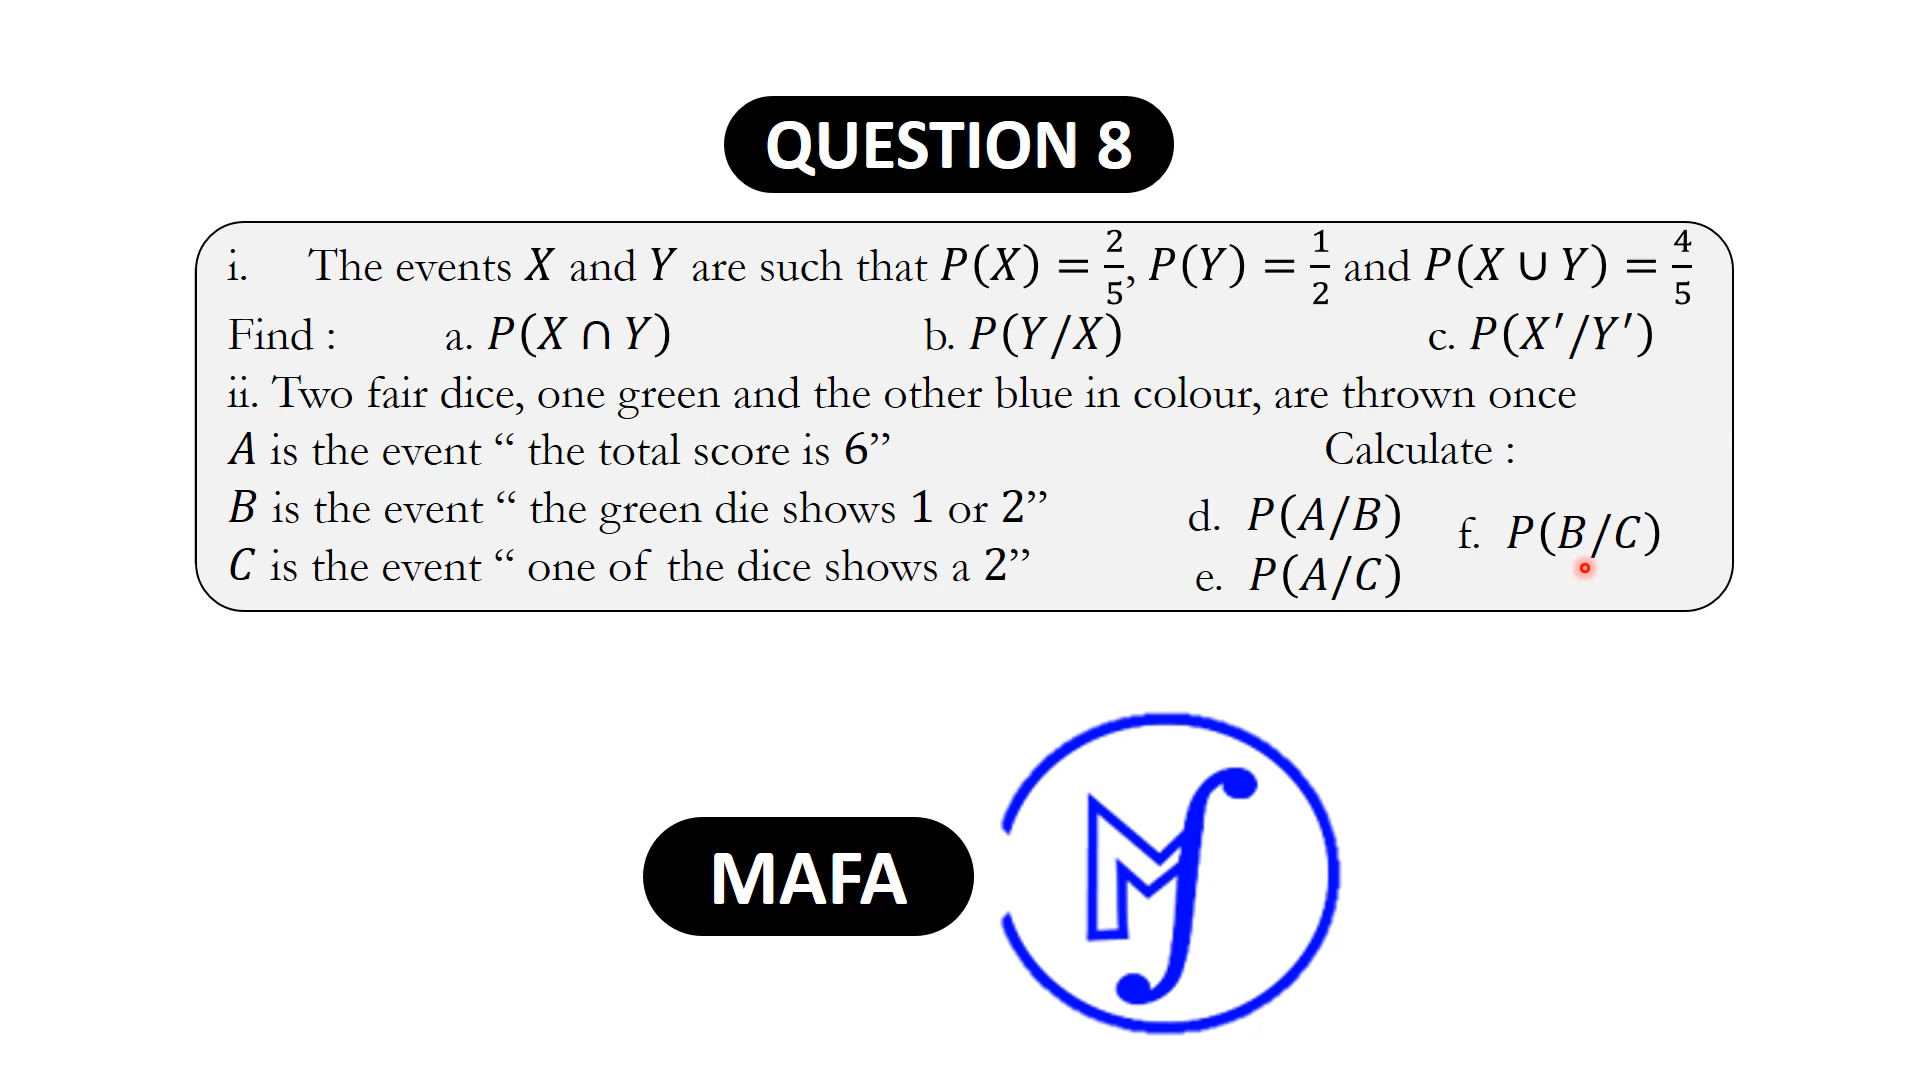 QUESTION 8
i. The events X and Y are such that P(X) = 2/5, P(Y) = 1/2 and P(X ∪ Y) = 4/5
Find : a. P(X ∩ Y) b. P(Y/X) c. P(X′/Y′)
ii. Two fair dice, one green and the other blue in colour, are thrown once
A is the event “ the total score is 6” Calculate :
B is the event “ the green die shows 1 or 2” d. P(A/B) f. P(B/C)
C is the event “ one of the dice shows a 2” e. P(A/C)
MAFA
M